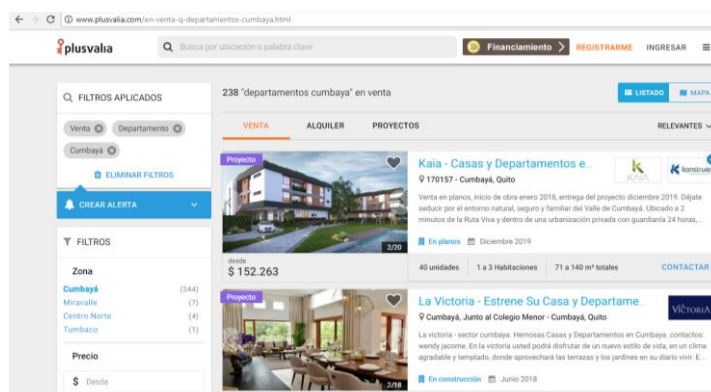 www.plusvalia.com/en-venta-q-departamentos-cumbaya.html
plusvalia
Busca por ubicación o palabra clave
Financiamiento
REGISTRARME
INGRESAR
FILTROS APLICADOS
Venta
Departamento
Cumbayá
ELIMINAR FILTROS
CREAR ALERTA
FILTROS
Zona
Cumbayá (344)
Miravalle (7)
Centro Norte (4)
Tumbaco (1)
Precio
$ Desde
238 "departamentos cumbaya" en venta
LISTADO
MAPA
VENTA
ALQUILER
PROYECTOS
RELEVANTES
Proyecto
2/20
desde
$ 152.263
Kaia - Casas y Departamentos e...
170157 - Cumbayá, Quito
KAIA
konstruie
Venta en planos, inicio de obra enero 2018, entrega del proyecto diciembre 2019. Déjate
seducir por el entorno natural, seguro y familiar del Valle de Cumbayá. Ubicado a 2
minutos de la Ruta Viva y dentro de una urbanización privada con guardianía 24 horas,...
En planos
Diciembre 2019
40 unidades
1 a 3 Habitaciones
71 a 140 m² totales
CONTACTAR
Proyecto
2/18
La Victoria - Estrene Su Casa y Departame...
Cumbayá, Junto al Colegio Menor - Cumbayá, Quito
VICTORIA
La victoria - sector cumbaya. Hermosas Casas y Departamentos en Cumbaya. contactos:
wendy jacome. En la victoria usted podrá disfrutar de un nuevo estilo de vida, en un clima
agradable y templado, donde aprovechará las terrazas y los jardines en su diario vivir. E...
En construcción
Junio 2018